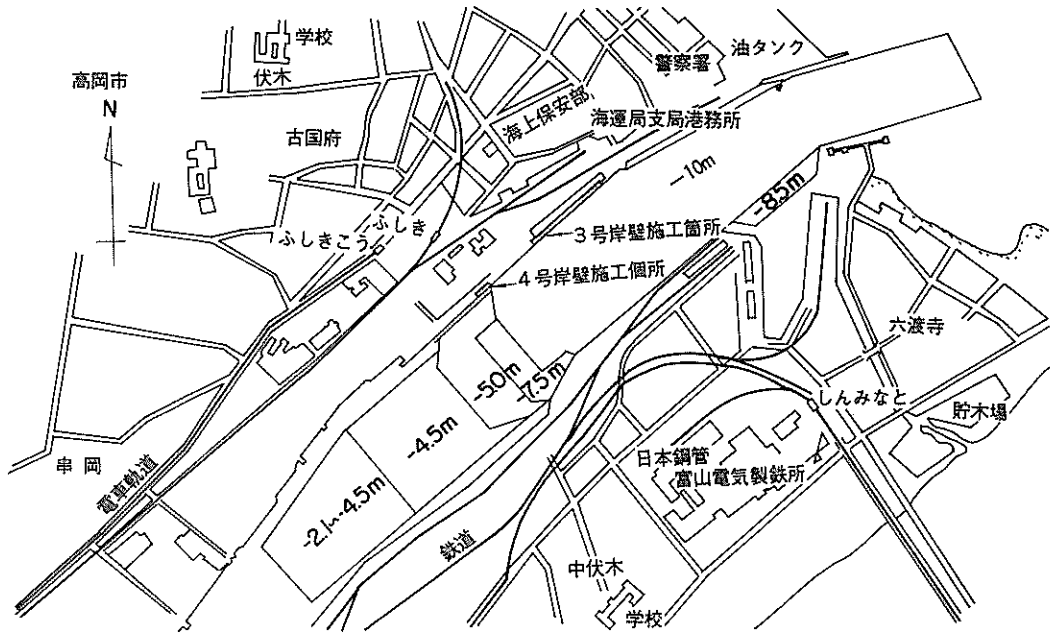 学校
伏木
高岡市
N
古国府
ふしきこう
ふしき
海上保安部
警察署
油タンク
海運局支局港務所
-10m
-8.5m
3号岸壁施工箇所
4号岸壁施工個所
-5.0m
-7.5m
-4.5m
-2.1~-4.5m
串岡
電車軌道
鉄道
六渡寺
しんみなと
貯木場
日本鋼管
富山電気製鉄所
中伏木
学校